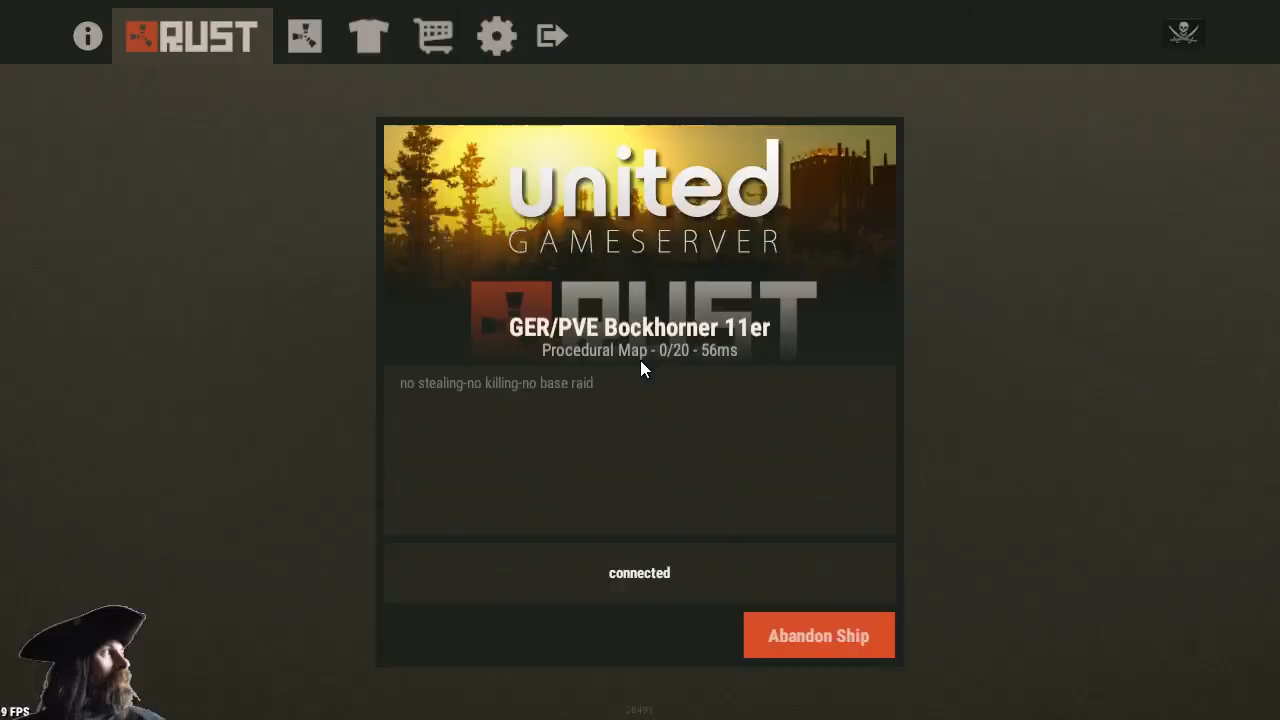 RUST
united
GAMESERVER
RUST
GER/PVE Bockhorner 11er
Procedural Map - 0/20 - 56ms
no stealing-no killing-no base raid
connected
Abandon Ship
9 FPS